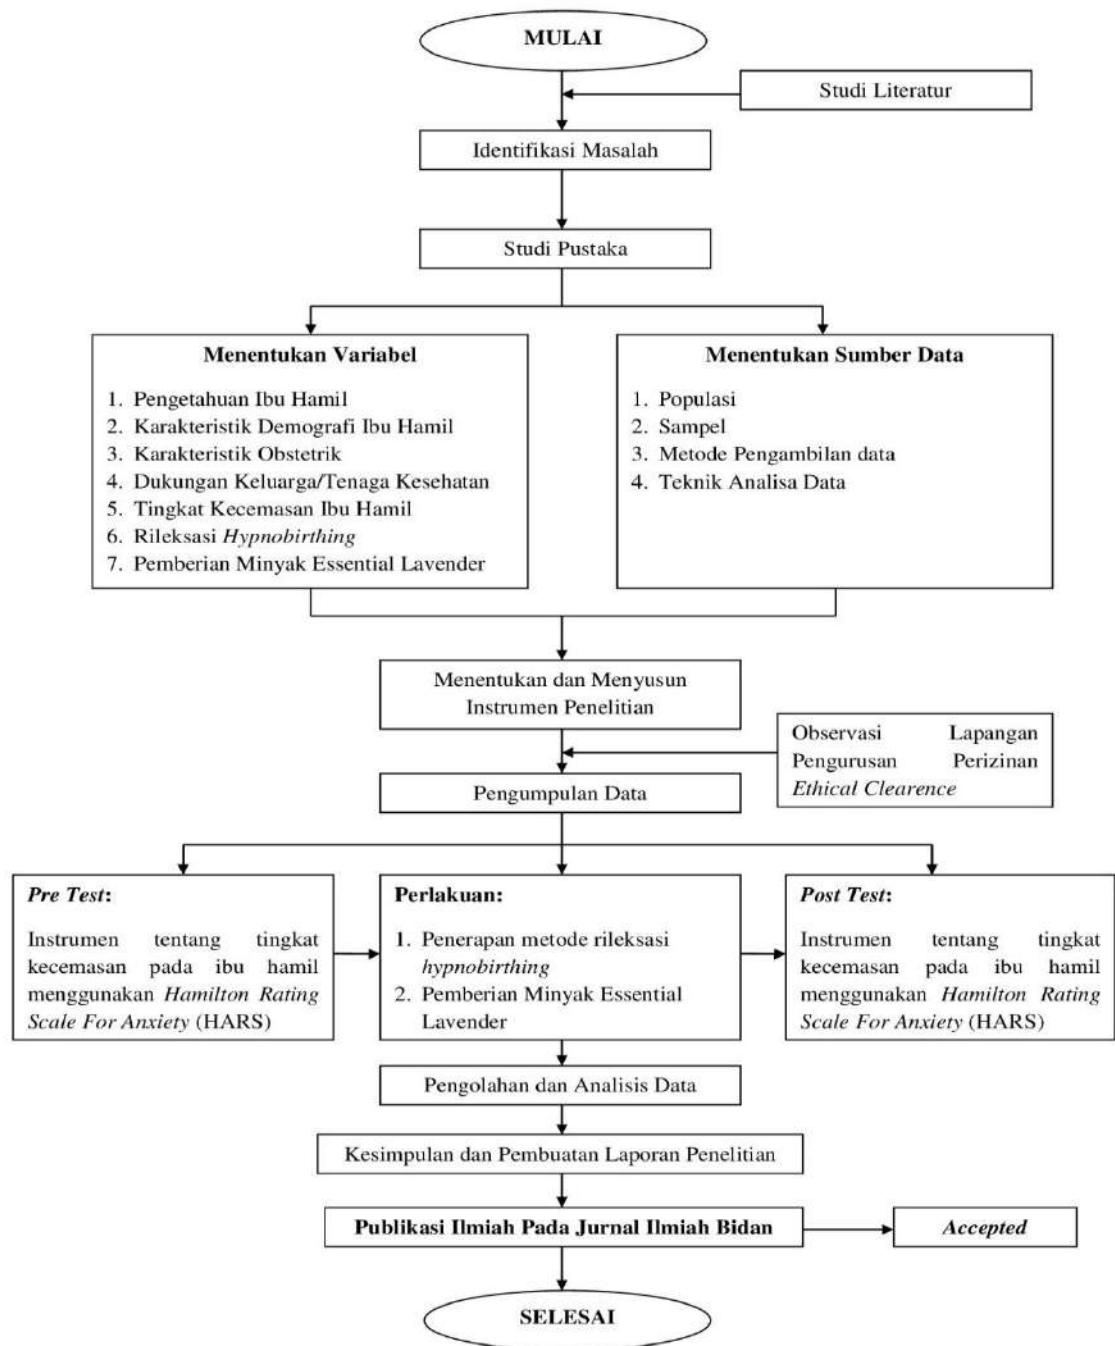 MULAI
Studi Literatur
Identifikasi Masalah
Studi Pustaka
Menentukan Variabel
1. Pengetahuan Ibu Hamil
2. Karakteristik Demografi Ibu Hamil
3. Karakteristik Obstetrik
4. Dukungan Keluarga/Tenaga Kesehatan
5. Tingkat Kecemasan Ibu Hamil
6. Rileksasi Hypnobirthing
7. Pemberian Minyak Essential Lavender
Menentukan Sumber Data
1. Populasi
2. Sampel
3. Metode Pengambilan data
4. Teknik Analisa Data
Menentukan dan Menyusun
Instrumen Penelitian
Observasi Lapangan
Pengurusan Perizinan
Ethical Clearence
Pengumpulan Data
Pre Test:
Instrumen tentang tingkat
kecemasan pada ibu hamil
menggunakan Hamilton Rating
Scale For Anxiety (HARS)
Perlakuan:
1. Penerapan metode rileksasi
hypnobirthing
2. Pemberian Minyak Essential
Lavender
Post Test:
Instrumen tentang tingkat
kecemasan pada ibu hamil
menggunakan Hamilton Rating
Scale For Anxiety (HARS)
Pengolahan dan Analisis Data
Kesimpulan dan Pembuatan Laporan Penelitian
Publikasi Ilmiah Pada Jurnal Ilmiah Bidan
Accepted
SELESAI